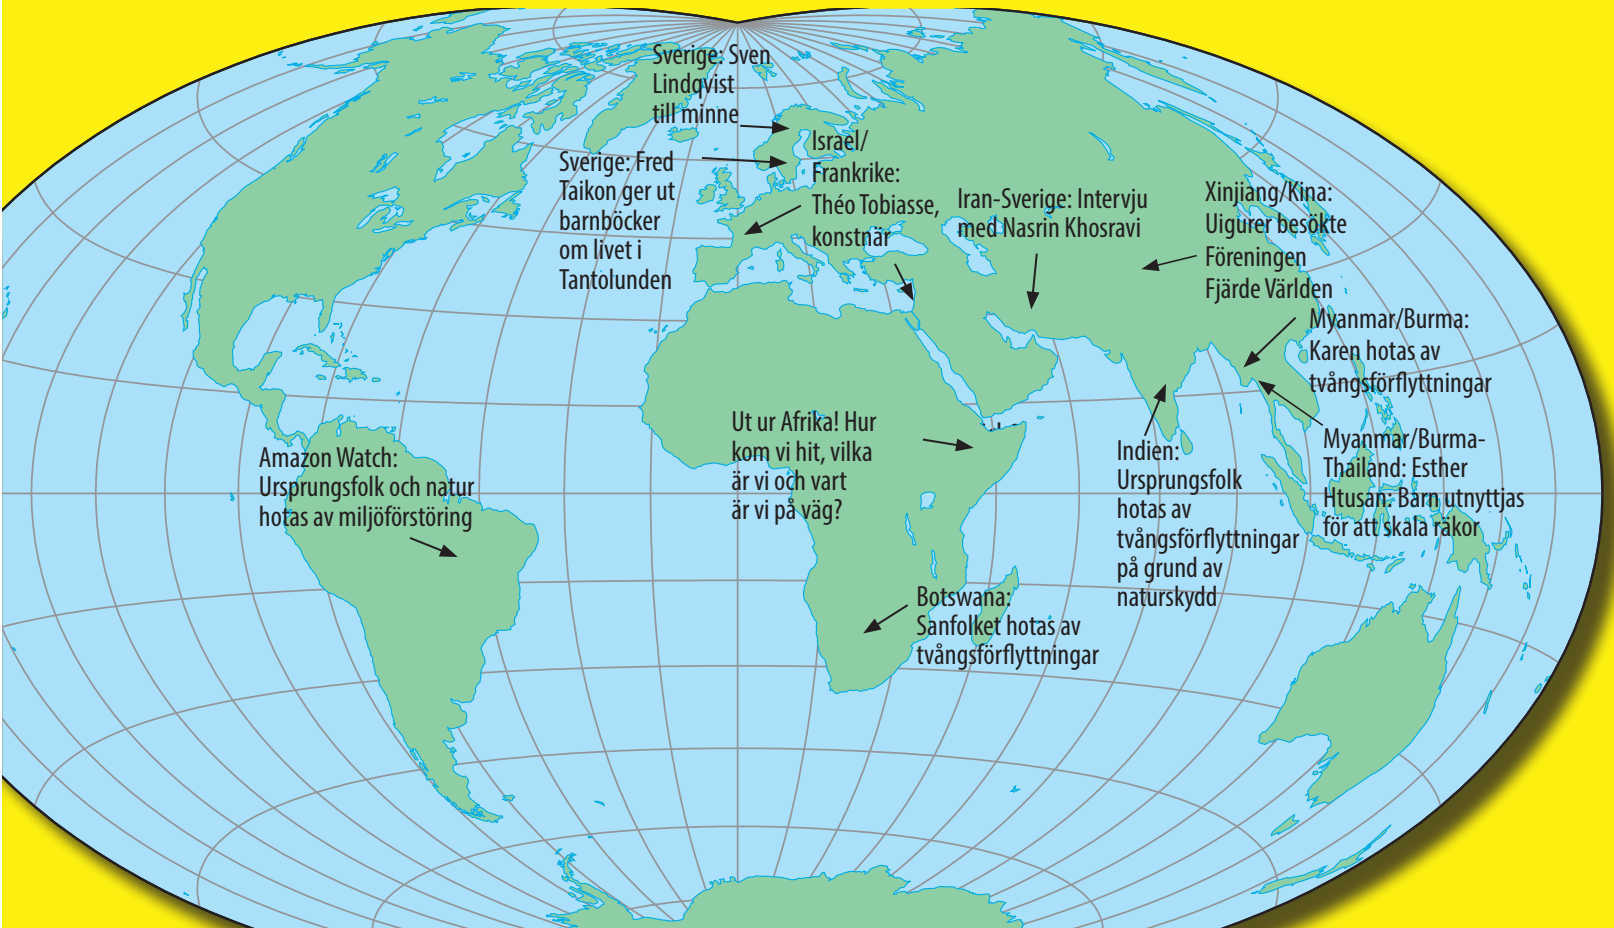 Sverige: Sven
Lindqvist
till minne
Sverige: Fred
Taikon ger ut
barnböcker
om livet i
Tantolunden
Israel/
Frankrike:
Théo Tobiasse,
konstnär
Iran-Sverige: Intervju
med Nasrin Khosravi
Xinjiang/Kina:
Uigurer besökte
Föreningen
Fjärde Världen
Myanmar/Burma:
Karen hotas av
tvångsförflyttningar
Myanmar/Burma-
Thailand: Esther
Htusan: Barn utnyttjas
för att skala räkor
Indien:
Ursprungsfolk
hotas av
tvångsförflyttningar
på grund av
naturskydd
Ut ur Afrika! Hur
kom vi hit, vilka
är vi och vart
är vi på väg?
Amazon Watch:
Ursprungsfolk och natur
hotas av miljöförstöring
Botswana:
Sanfolket hotas av
tvångsförflyttningar